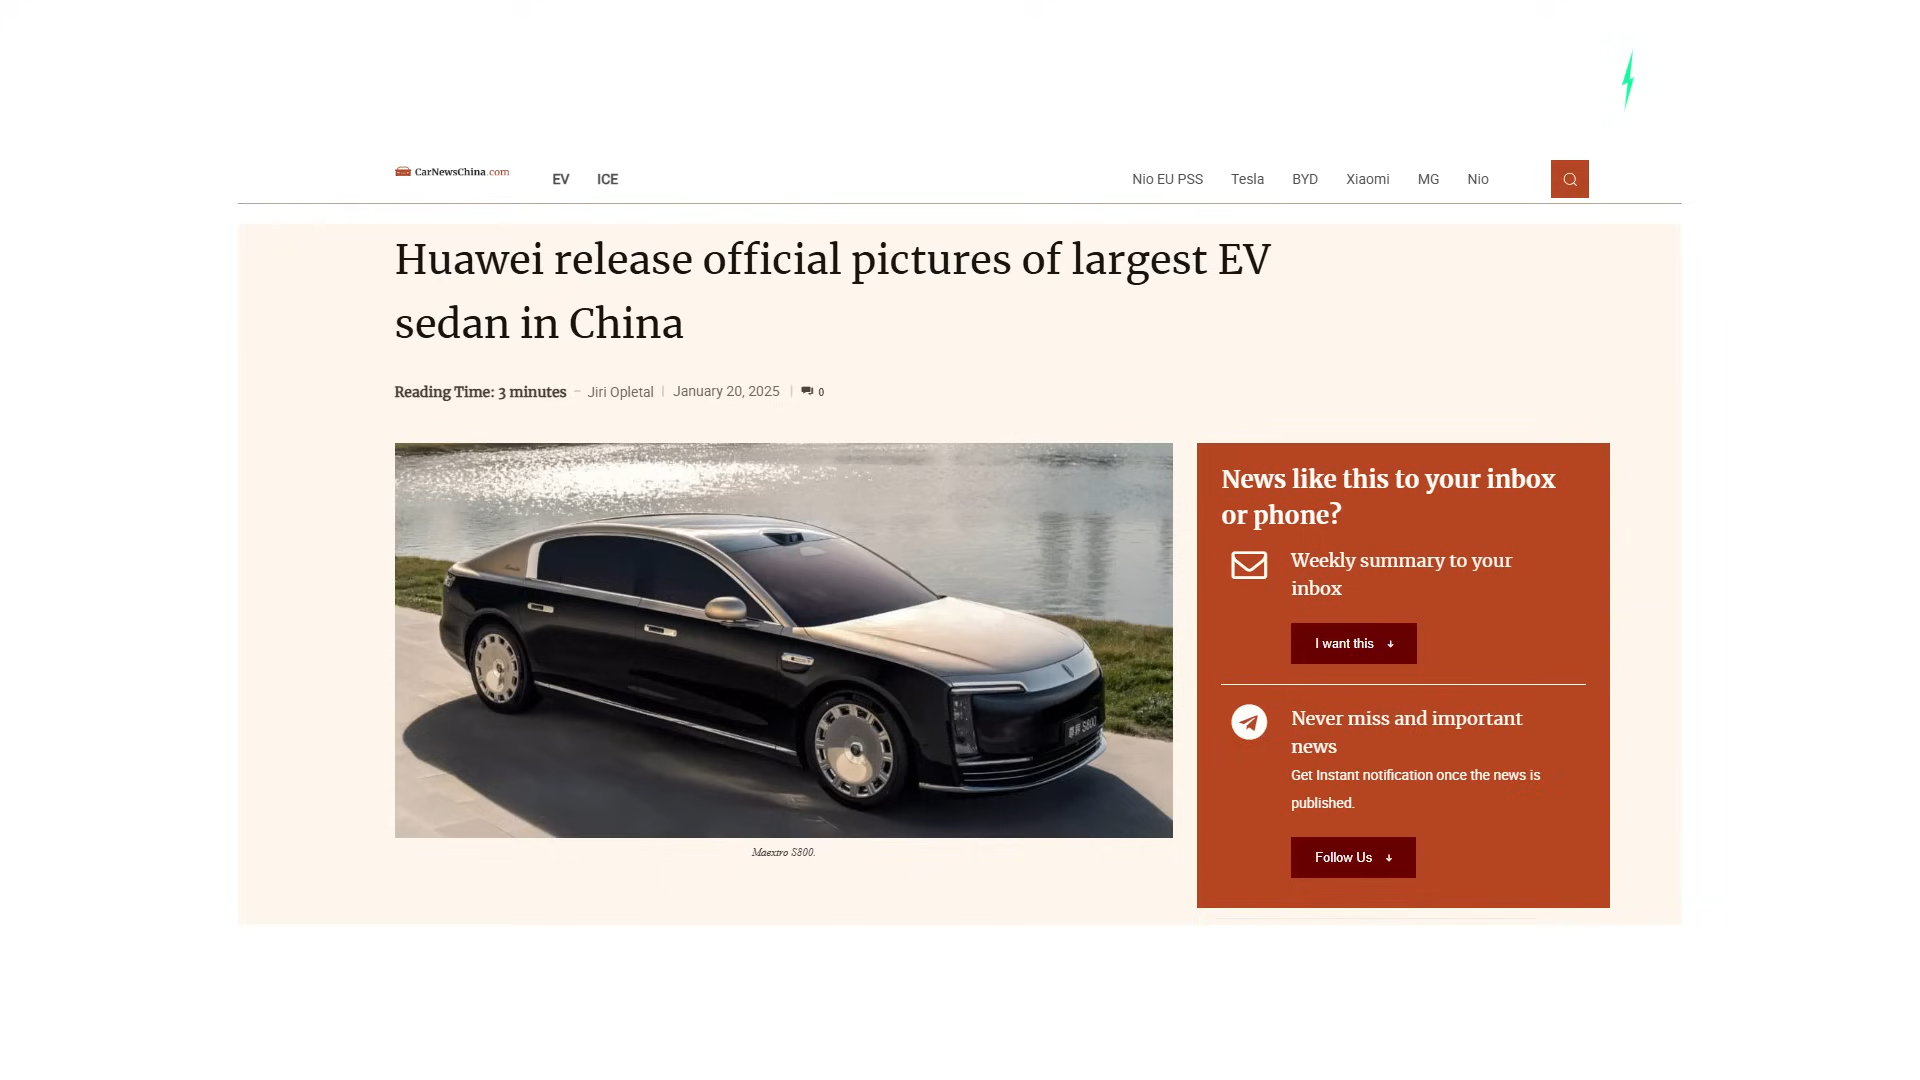 CarNewsChina.com
EV ICE
Nio EU PSS Tesla BYD Xiaomi MG Nio
Huawei release official pictures of largest EV
sedan in China
Reading Time: 3 minutes – Jiri Opletal | January 20, 2025 | 0
尊界 S800
Maextro S800.
News like this to your inbox
or phone?
Weekly summary to your
inbox
I want this ↓
Never miss and important
news
Get Instant notification once the news is
published.
Follow Us ↓